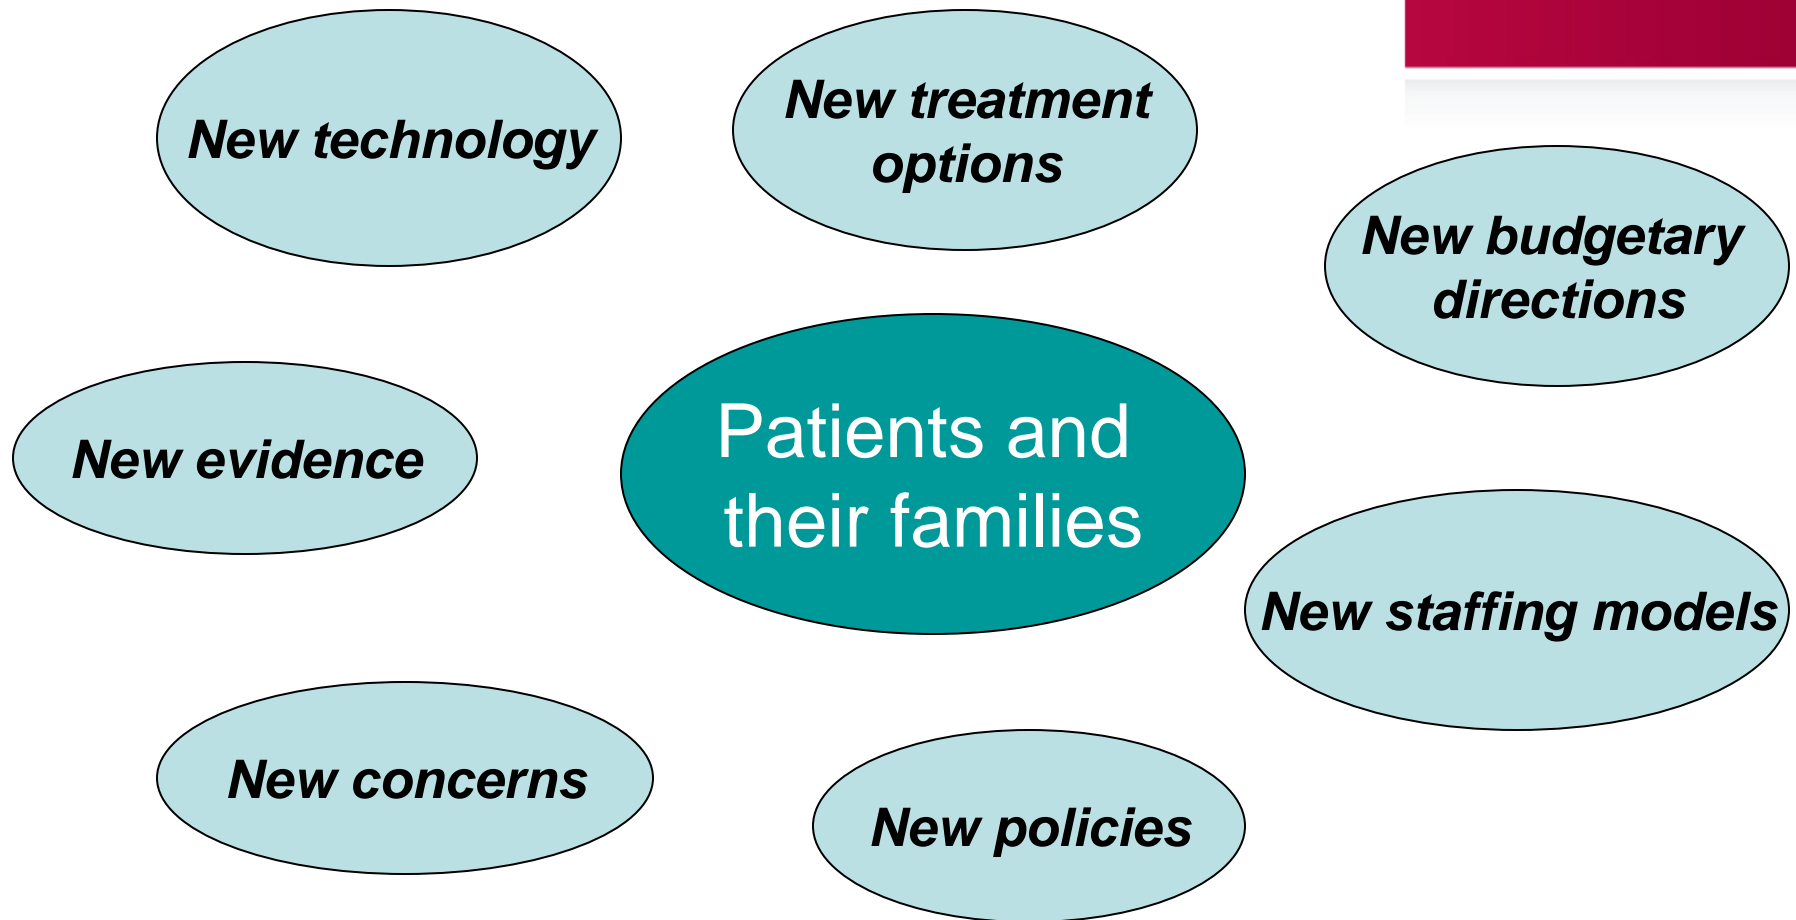 New technology
New treatment
options
New budgetary
directions
New evidence
Patients and
their families
New staffing models
New concerns
New policies